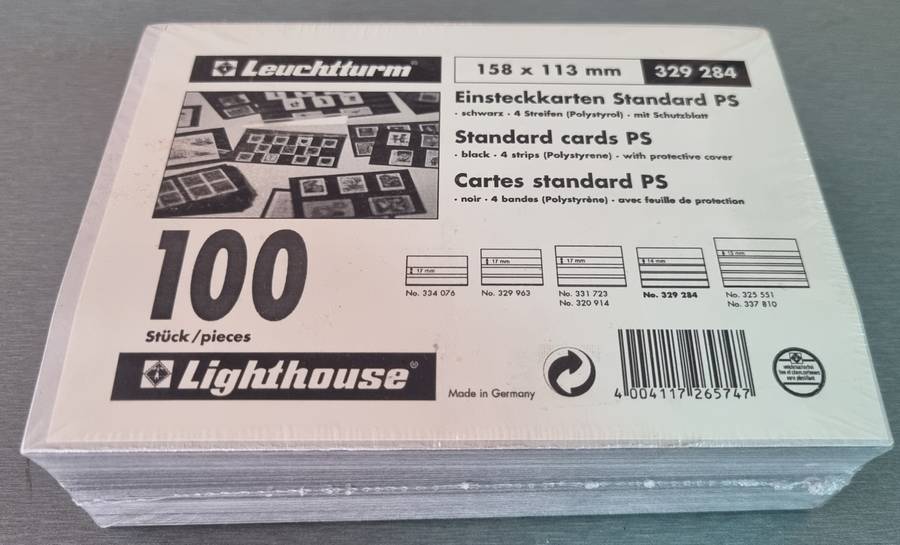 Leuchtturm®
158 x 113 mm 329 284
Einsteckkarten Standard PS
· schwarz · 4 Streifen (Polystyrol) · mit Schutzblatt
Standard cards PS
· black · 4 strips (Polystyrene) · with protective cover
Cartes standard PS
· noir · 4 bandes (Polystyrène) · avec feuille de protection
100
Stück/pieces
17 mm
No. 334 076
17 mm
No. 329 963
17 mm
No. 331 723
No. 320 914
14 mm
No. 329 284
15 mm
No. 325 551
No. 337 810
Lighthouse®
Made in Germany
4 004117 265747